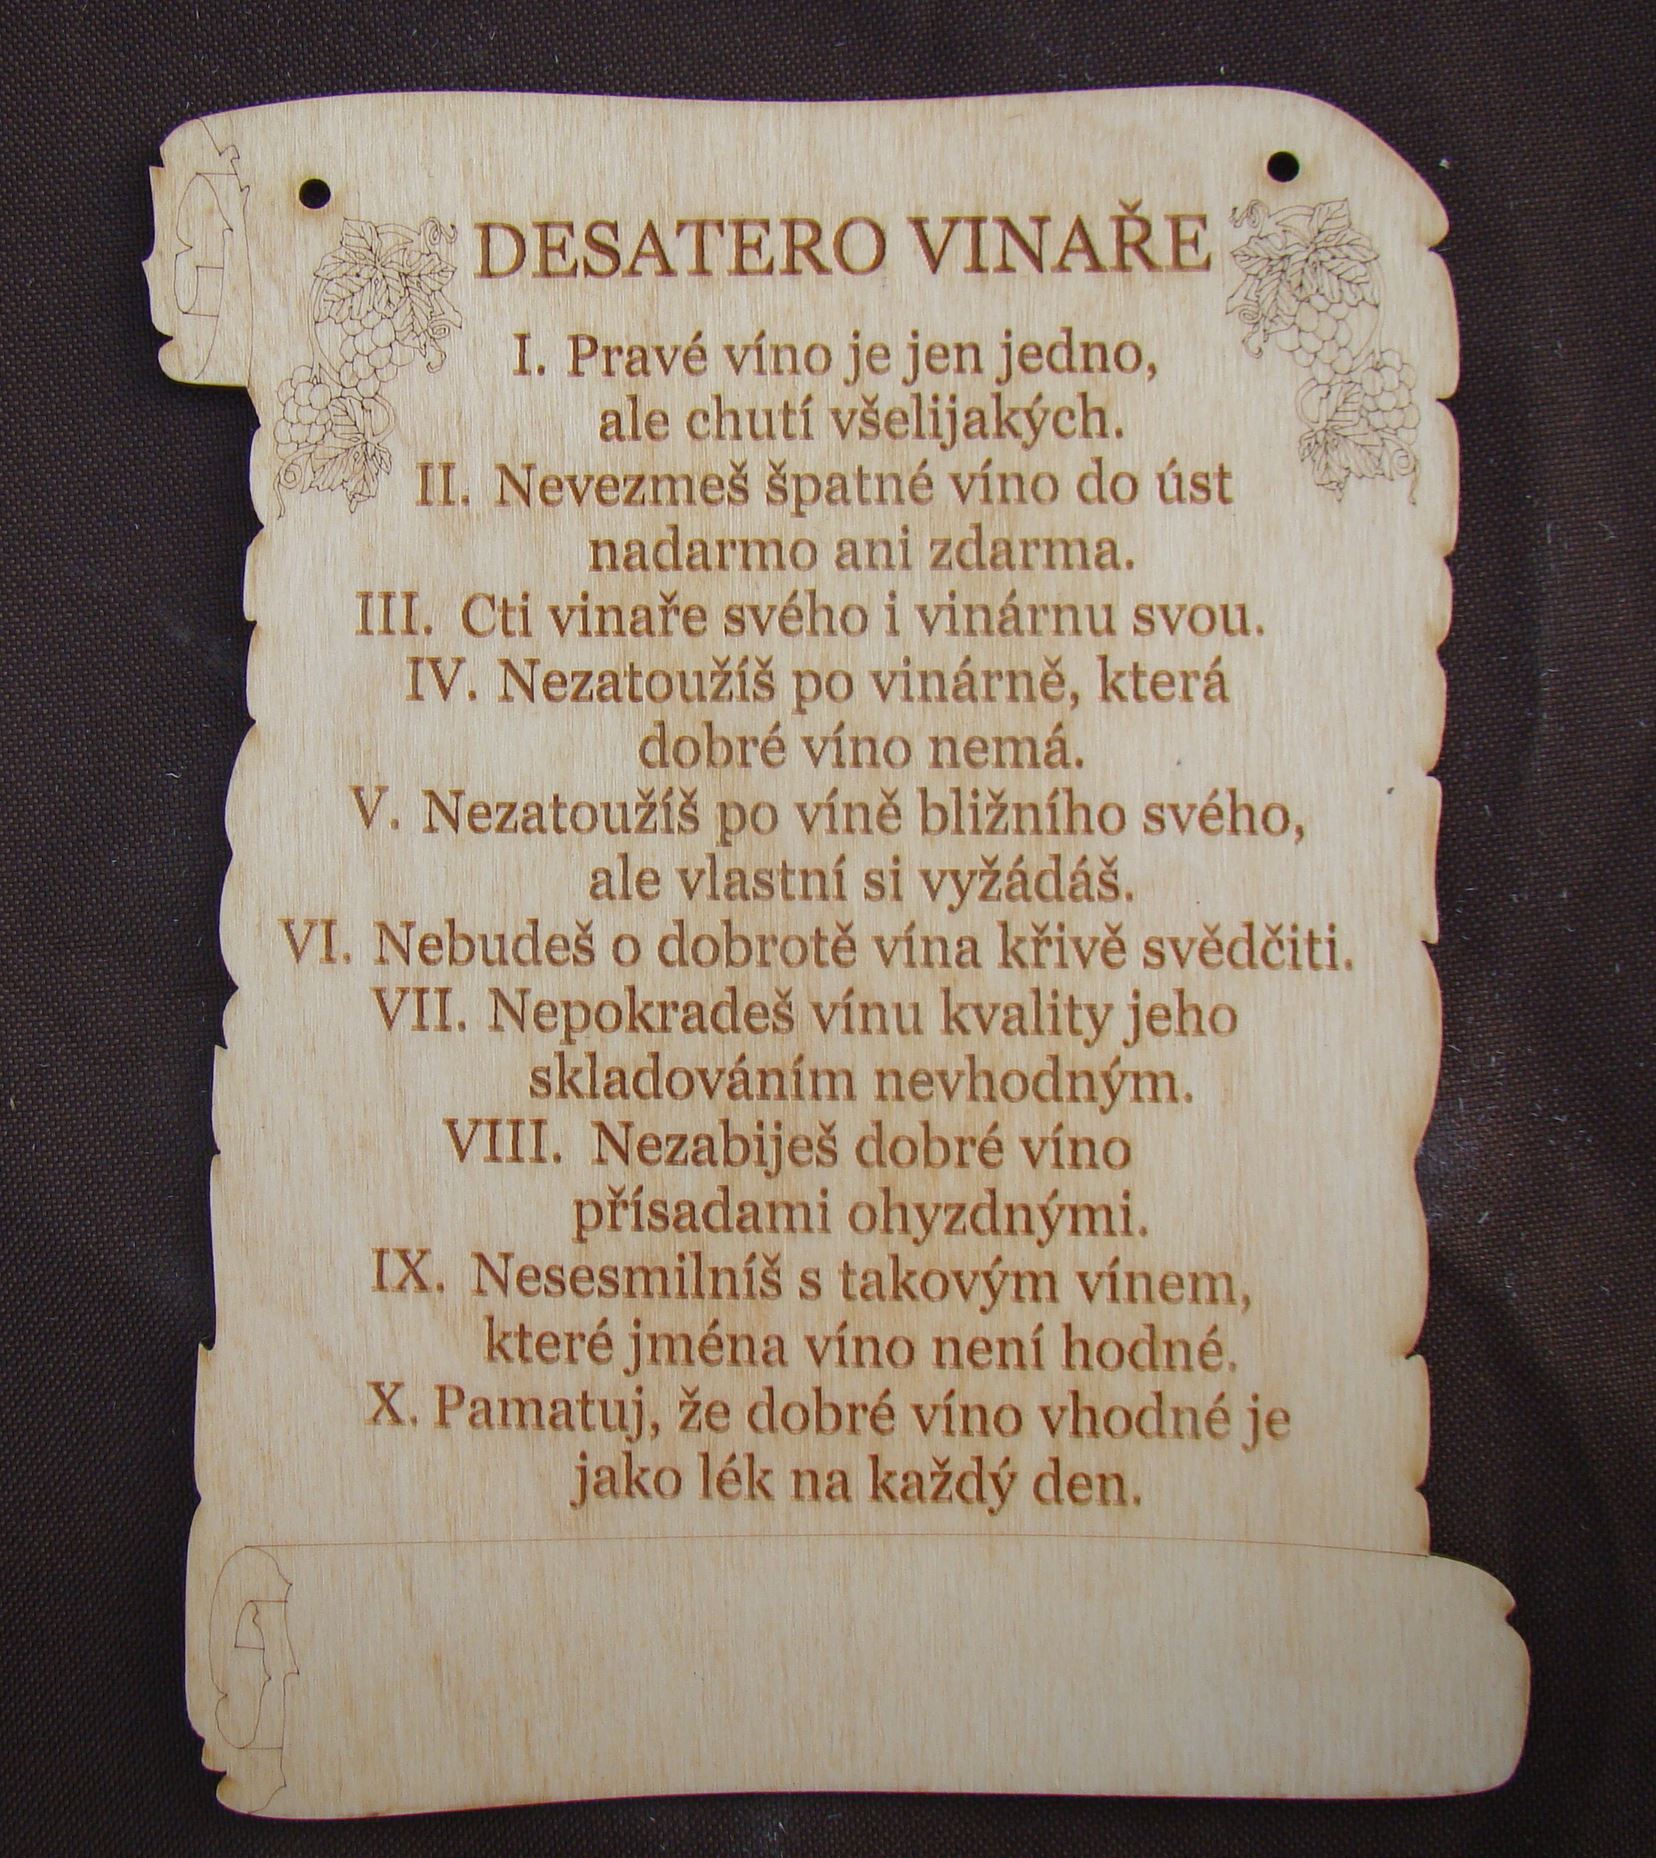 DESATERO VINAŘE
I. Pravé víno je jen jedno,
ale chutí všelijakých.
II. Nevezmeš špatné víno do úst
nadarmo ani zdarma.
III. Cti vinaře svého i vinárnu svou.
IV. Nezatoužíš po vinárně, která
dobré víno nemá.
V. Nezatoužíš po víně bližního svého,
ale vlastní si vyžádáš.
VI. Nebudeš o dobrotě vína křivě svědčiti.
VII. Nepokradeš vínu kvality jeho
skladováním nevhodným.
VIII. Nezabiješ dobré víno
přísadami ohyzdnými.
IX. Nesesmilníš s takovým vínem,
které jména víno není hodné.
X. Pamatuj, že dobré víno vhodné je
jako lék na každý den.